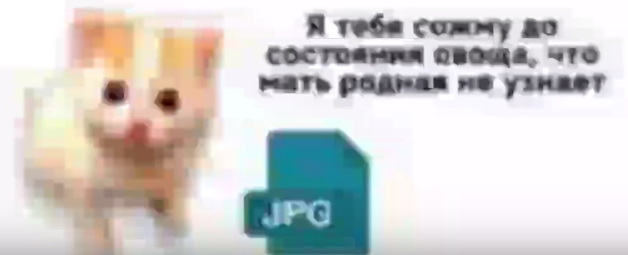 Я тебя сожму до
состояния овоща, что
мать родная не узнает
JPG